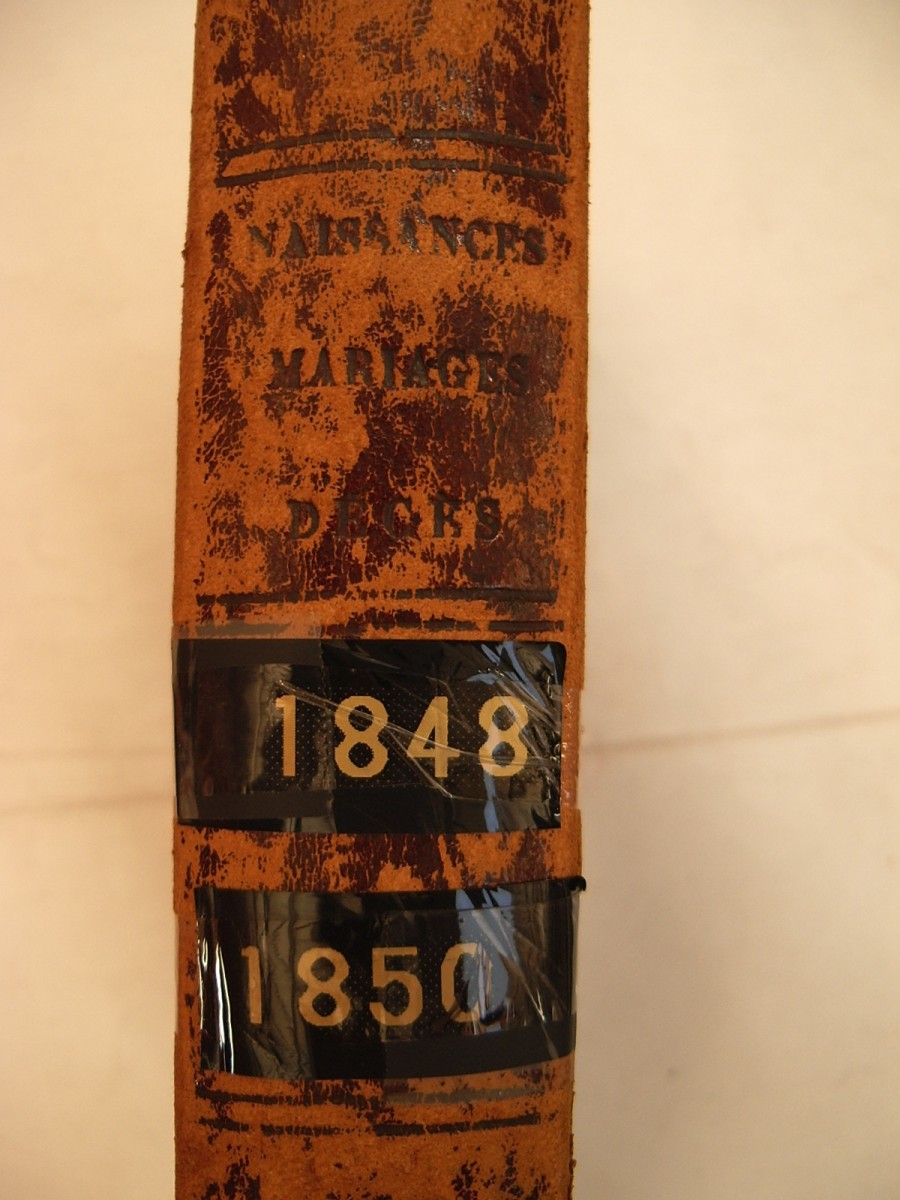 NAISSANCES
MARIAGES
DECES
1848
1850